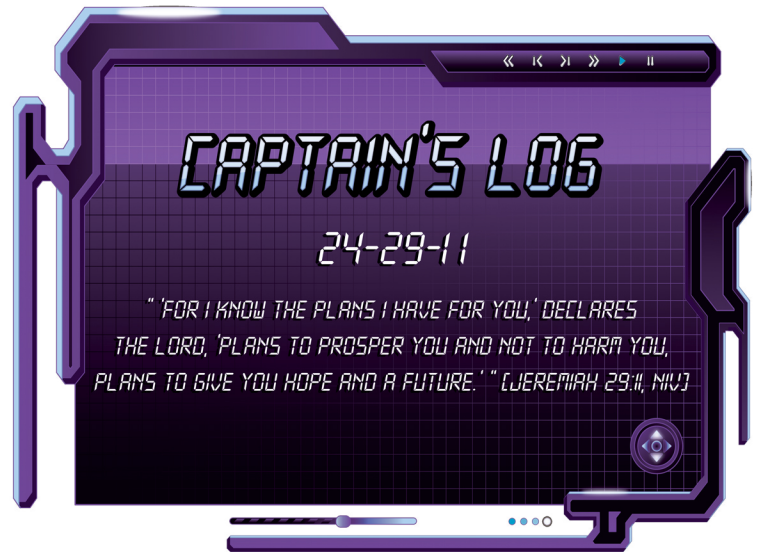 CAPTAIN'S LOG
24-29-11
" 'FOR I KNOW THE PLANS I HAVE FOR YOU,' DECLARES
THE LORD, 'PLANS TO PROSPER YOU AND NOT TO HARM YOU,
PLANS TO GIVE YOU HOPE AND A FUTURE.' " (JEREMIAH 29:11, NIV)